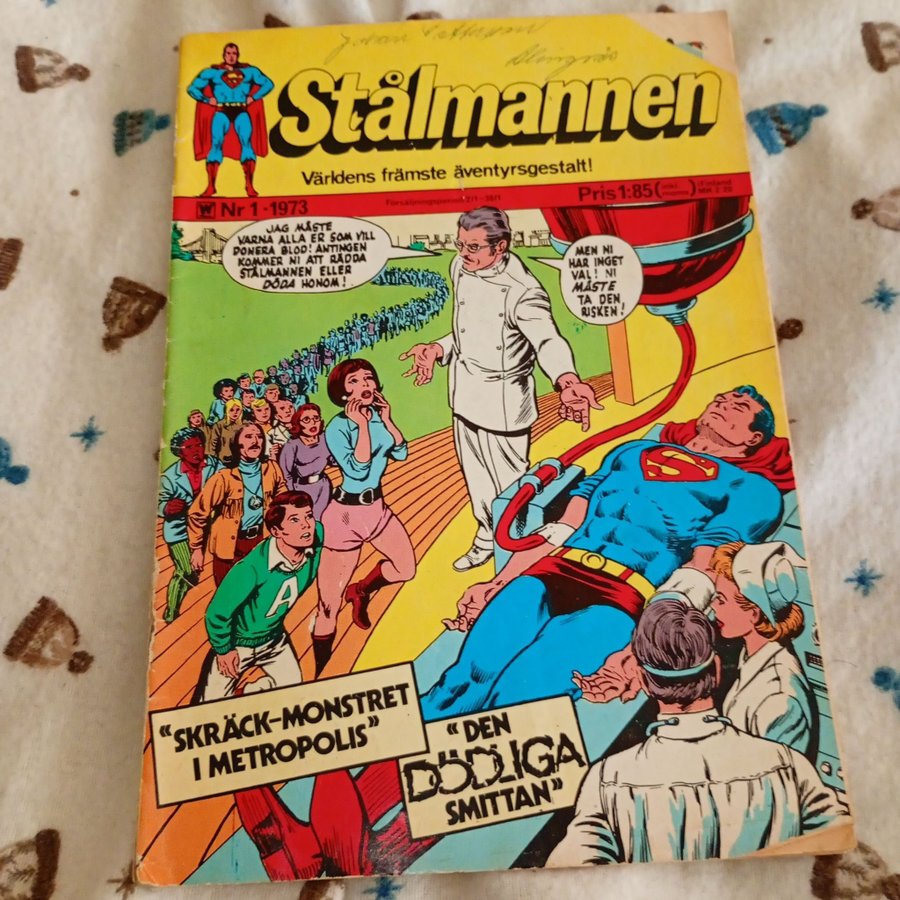 Stålmannen
Världens främste äventyrsgestalt!
W Nr 1 - 1973
Pris 1:85 (inkl moms)
JAG MÅSTE
VARNA ALLA ER SOM VILL
DONERA BLOD! ANTINGEN
KOMMER NI ATT RÄDDA
STÅLMANNEN ELLER
DÖDA HONOM!
MEN NI
HAR INGET
VAL! NI
MÅSTE
TA DEN
RISKEN!
S
A
"SKRÄCK-MONSTRET
I METROPOLIS"
"DEN
DÖDLIGA
SMITTAN"